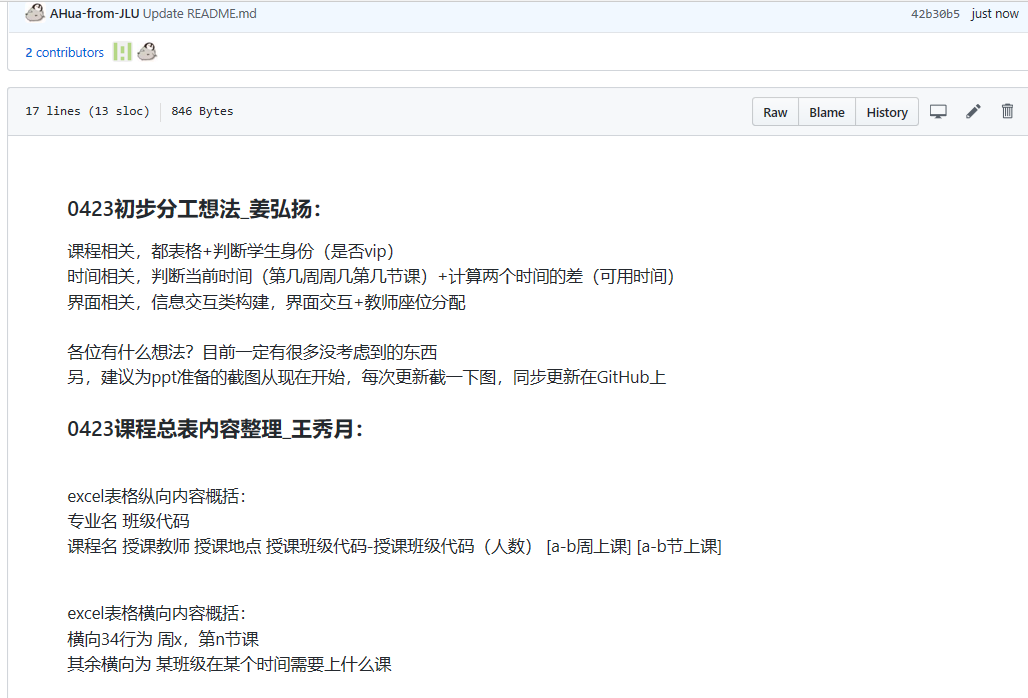 AHua-from-JLU Update README.md 42b30b5 just now
2 contributors
17 lines (13 sloc) 846 Bytes Raw Blame History
0423初步分工想法_姜弘扬：
课程相关，都表格+判断学生身份（是否vip）
时间相关，判断当前时间（第几周周几第几节课）+计算两个时间的差（可用时间）
界面相关，信息交互类构建，界面交互+教师座位分配
各位有什么想法？目前一定有很多没考虑到的东西
另，建议为ppt准备的截图从现在开始，每次更新截一下图，同步更新在GitHub上
0423课程总表内容整理_王秀月：
excel表格纵向内容概括：
专业名 班级代码
课程名 授课教师 授课地点 授课班级代码-授课班级代码（人数） [a-b周上课] [a-b节上课]
excel表格横向内容概括：
横向34行为 周x，第n节课
其余横向为 某班级在某个时间需要上什么课